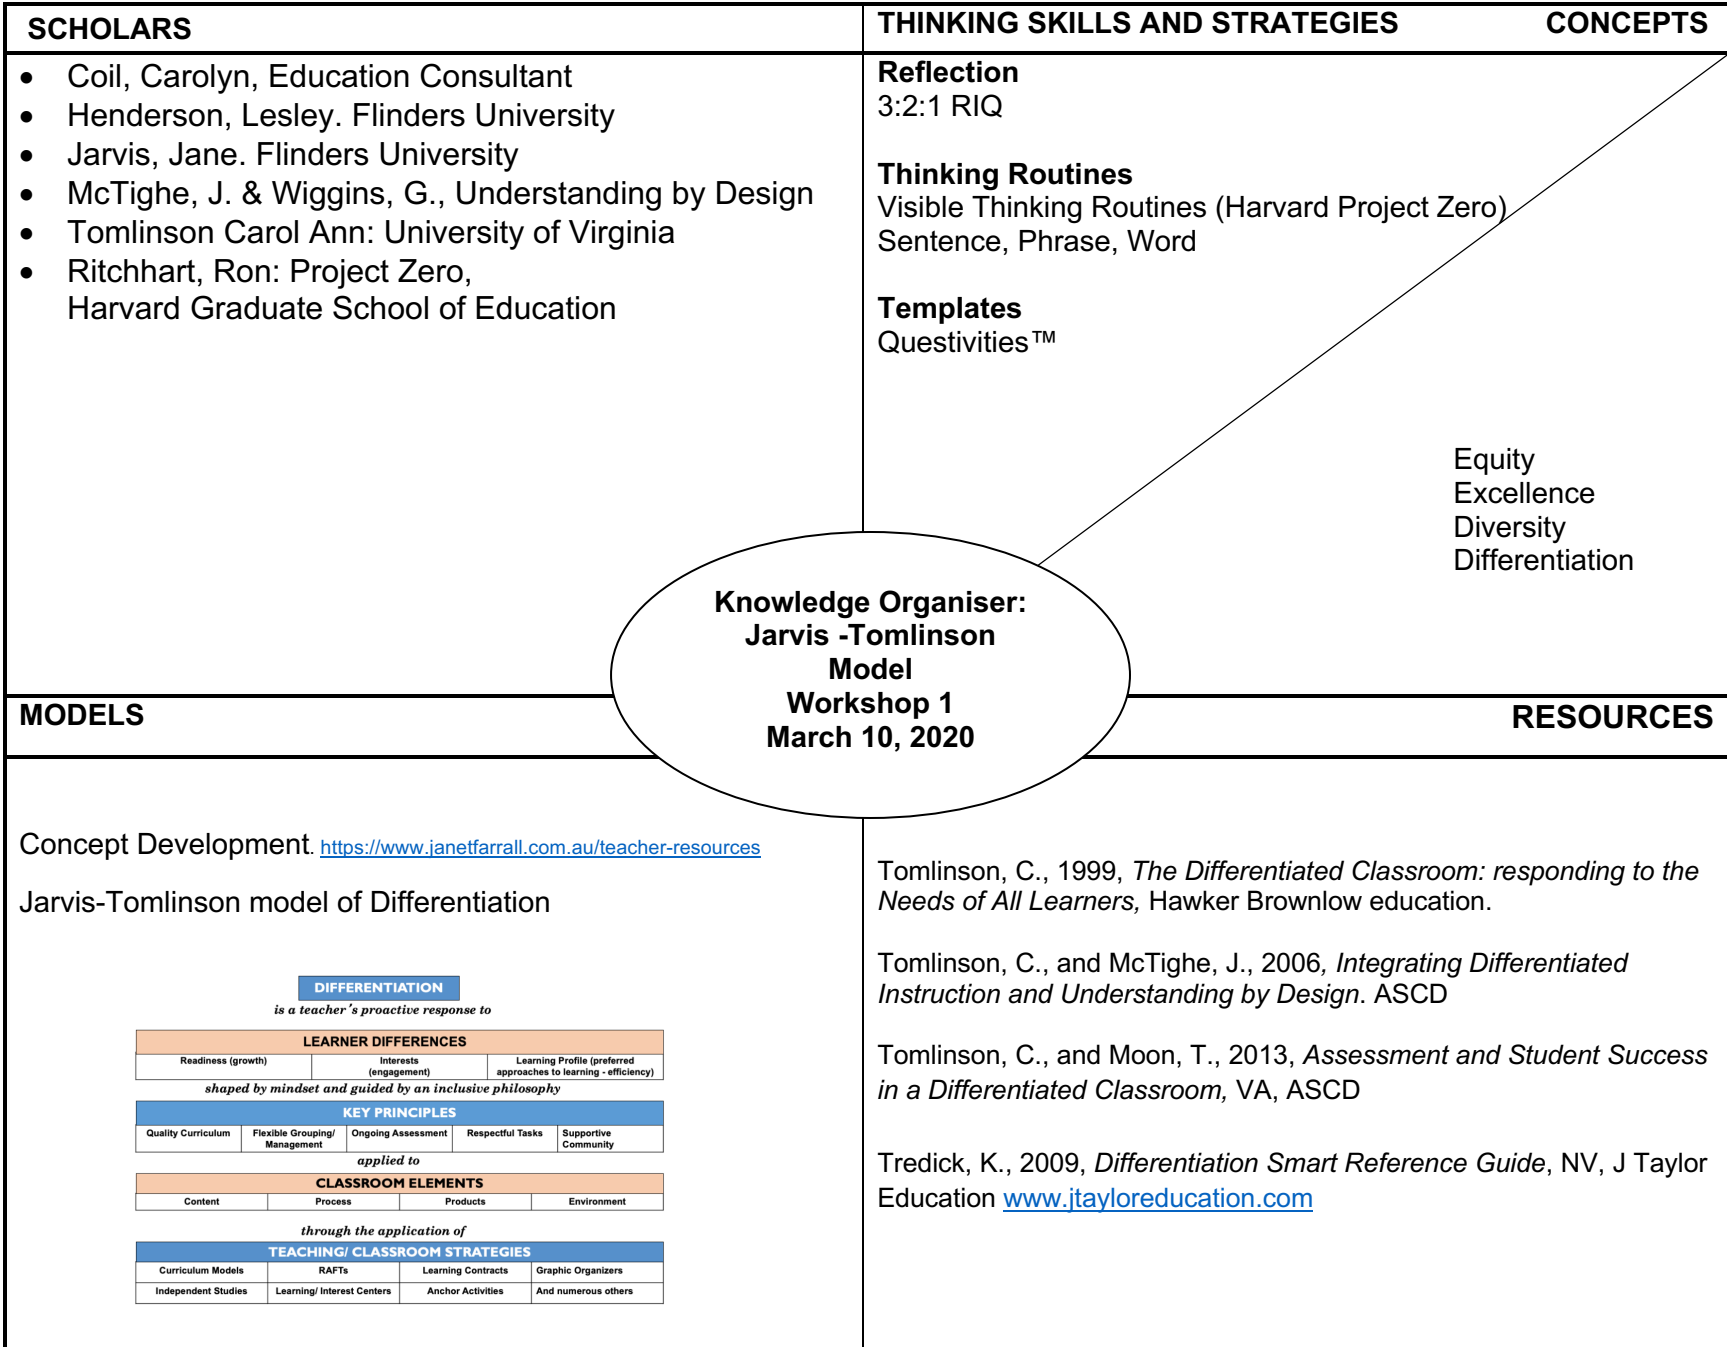 SCHOLARS
• Coil, Carolyn, Education Consultant
• Henderson, Lesley. Flinders University
• Jarvis, Jane. Flinders University
• McTighe, J. & Wiggins, G., Understanding by Design
• Tomlinson Carol Ann: University of Virginia
• Ritchhart, Ron: Project Zero,
Harvard Graduate School of Education
THINKING SKILLS AND STRATEGIES CONCEPTS
Reflection
3:2:1 RIQ
Thinking Routines
Visible Thinking Routines (Harvard Project Zero)
Sentence, Phrase, Word
Templates
Questivities™
Equity
Excellence
Diversity
Differentiation
Knowledge Organiser:
Jarvis -Tomlinson
Model
Workshop 1
March 10, 2020
MODELS
Concept Development. https://www.janetfarrall.com.au/teacher-resources
Jarvis-Tomlinson model of Differentiation
DIFFERENTIATION
is a teacher's proactive response to
LEARNER DIFFERENCES
Readiness (growth)
Interests
(engagement)
Learning Profile (preferred
approaches to learning - efficiency)
shaped by mindset and guided by an inclusive philosophy
KEY PRINCIPLES
Quality Curriculum
Flexible Grouping/
Management
Ongoing Assessment
Respectful Tasks
Supportive
Community
applied to
CLASSROOM ELEMENTS
Content Process Products Environment
through the application of
TEACHING/ CLASSROOM STRATEGIES
Curriculum Models RAFTs Learning Contracts Graphic Organizers
Independent Studies Learning/ Interest Centers Anchor Activities And numerous others
RESOURCES
Tomlinson, C., 1999, The Differentiated Classroom: responding to the
Needs of All Learners, Hawker Brownlow education.
Tomlinson, C., and McTighe, J., 2006, Integrating Differentiated
Instruction and Understanding by Design. ASCD
Tomlinson, C., and Moon, T., 2013, Assessment and Student Success
in a Differentiated Classroom, VA, ASCD
Tredick, K., 2009, Differentiation Smart Reference Guide, NV, J Taylor
Education www.jtayloreducation.com